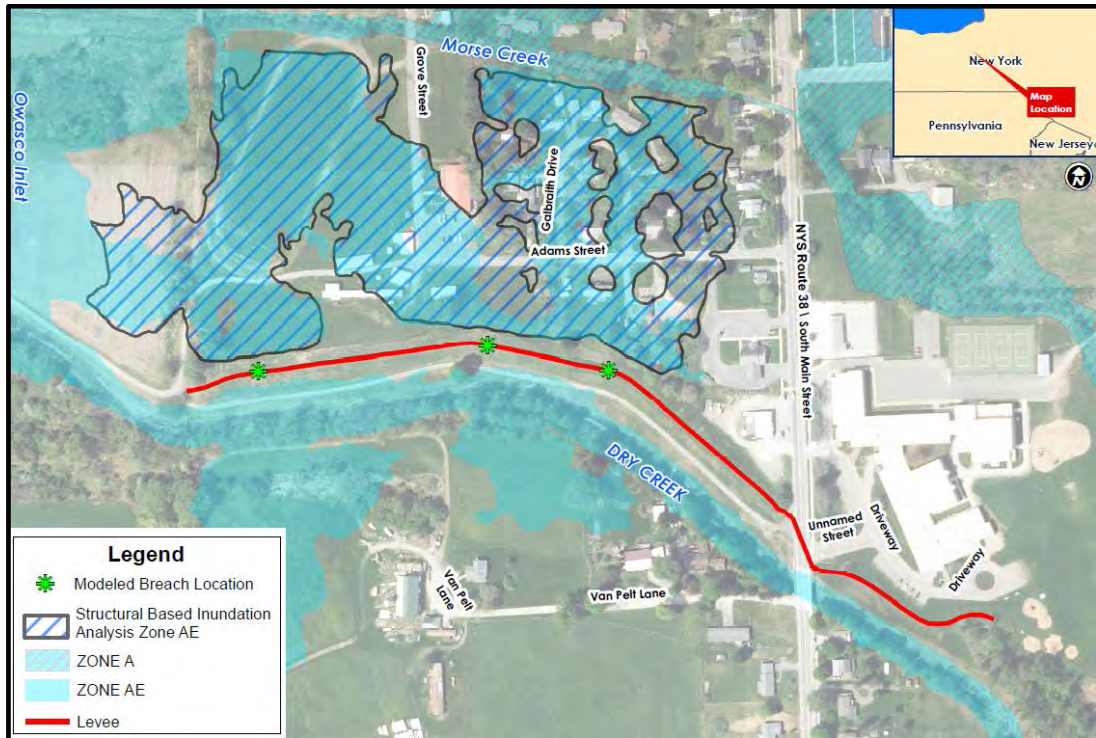 Morse Creek
Grove Street
Owasco Inlet
Galbraith Drive
Adams Street
NYS Route 38 \ South Main Street
DRY CREEK
Unnamed
Street
Driveway
Driveway
Van Pelt
Lane
Van Pelt Lane
New York
Map
Location
Pennsylvania
New Jersey
N
Legend
Modeled Breach Location
Structural Based Inundation
Analysis Zone AE
ZONE A
ZONE AE
Levee